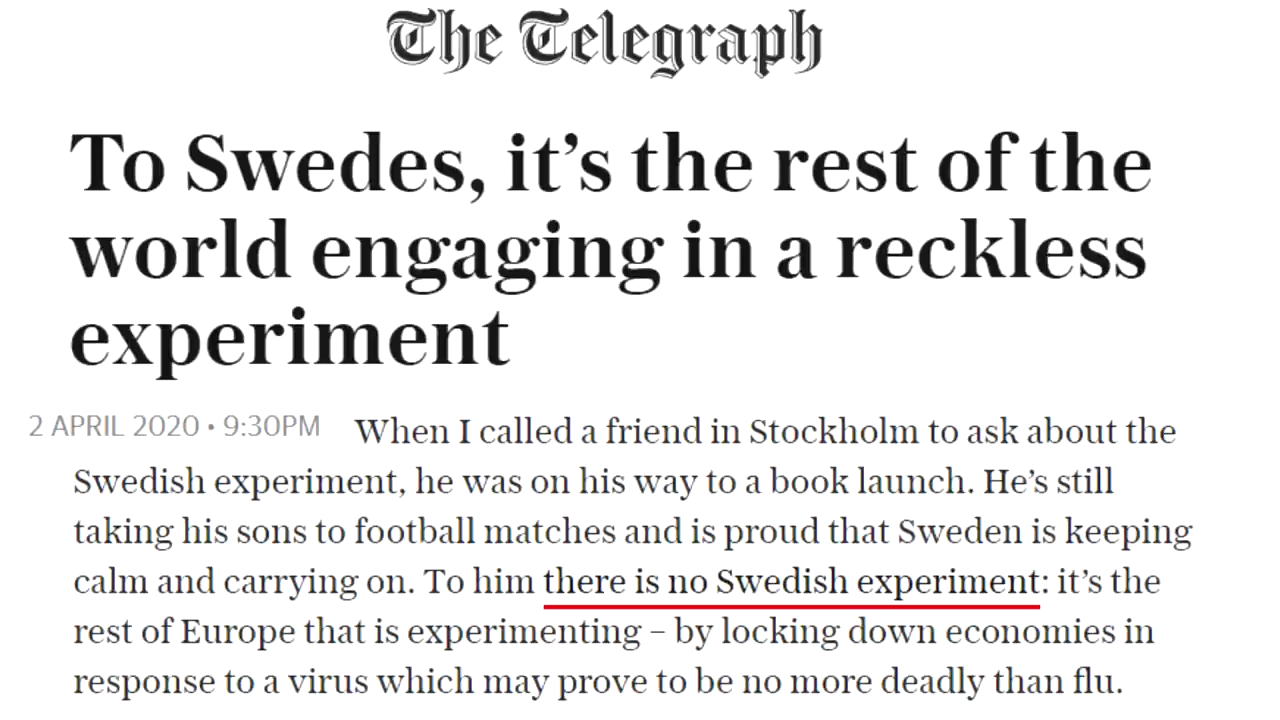 The Telegraph
To Swedes, it’s the rest of the
world engaging in a reckless
experiment
2 APRIL 2020 • 9:30PM When I called a friend in Stockholm to ask about the
Swedish experiment, he was on his way to a book launch. He’s still
taking his sons to football matches and is proud that Sweden is keeping
calm and carrying on. To him there is no Swedish experiment: it’s the
rest of Europe that is experimenting – by locking down economies in
response to a virus which may prove to be no more deadly than flu.